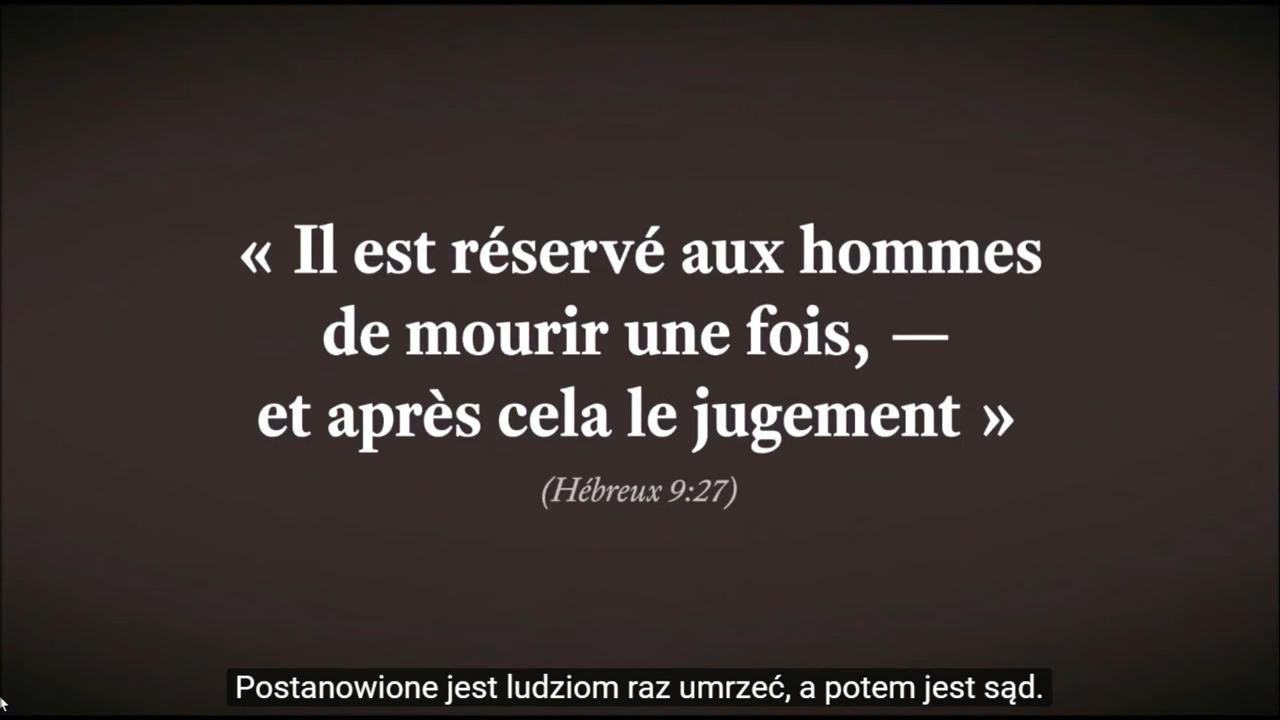 « Il est réservé aux hommes
de mourir une fois, —
et après cela le jugement »
(Hébreux 9:27)
Postanowione jest ludziom raz umrzeć, a potem jest sąd.